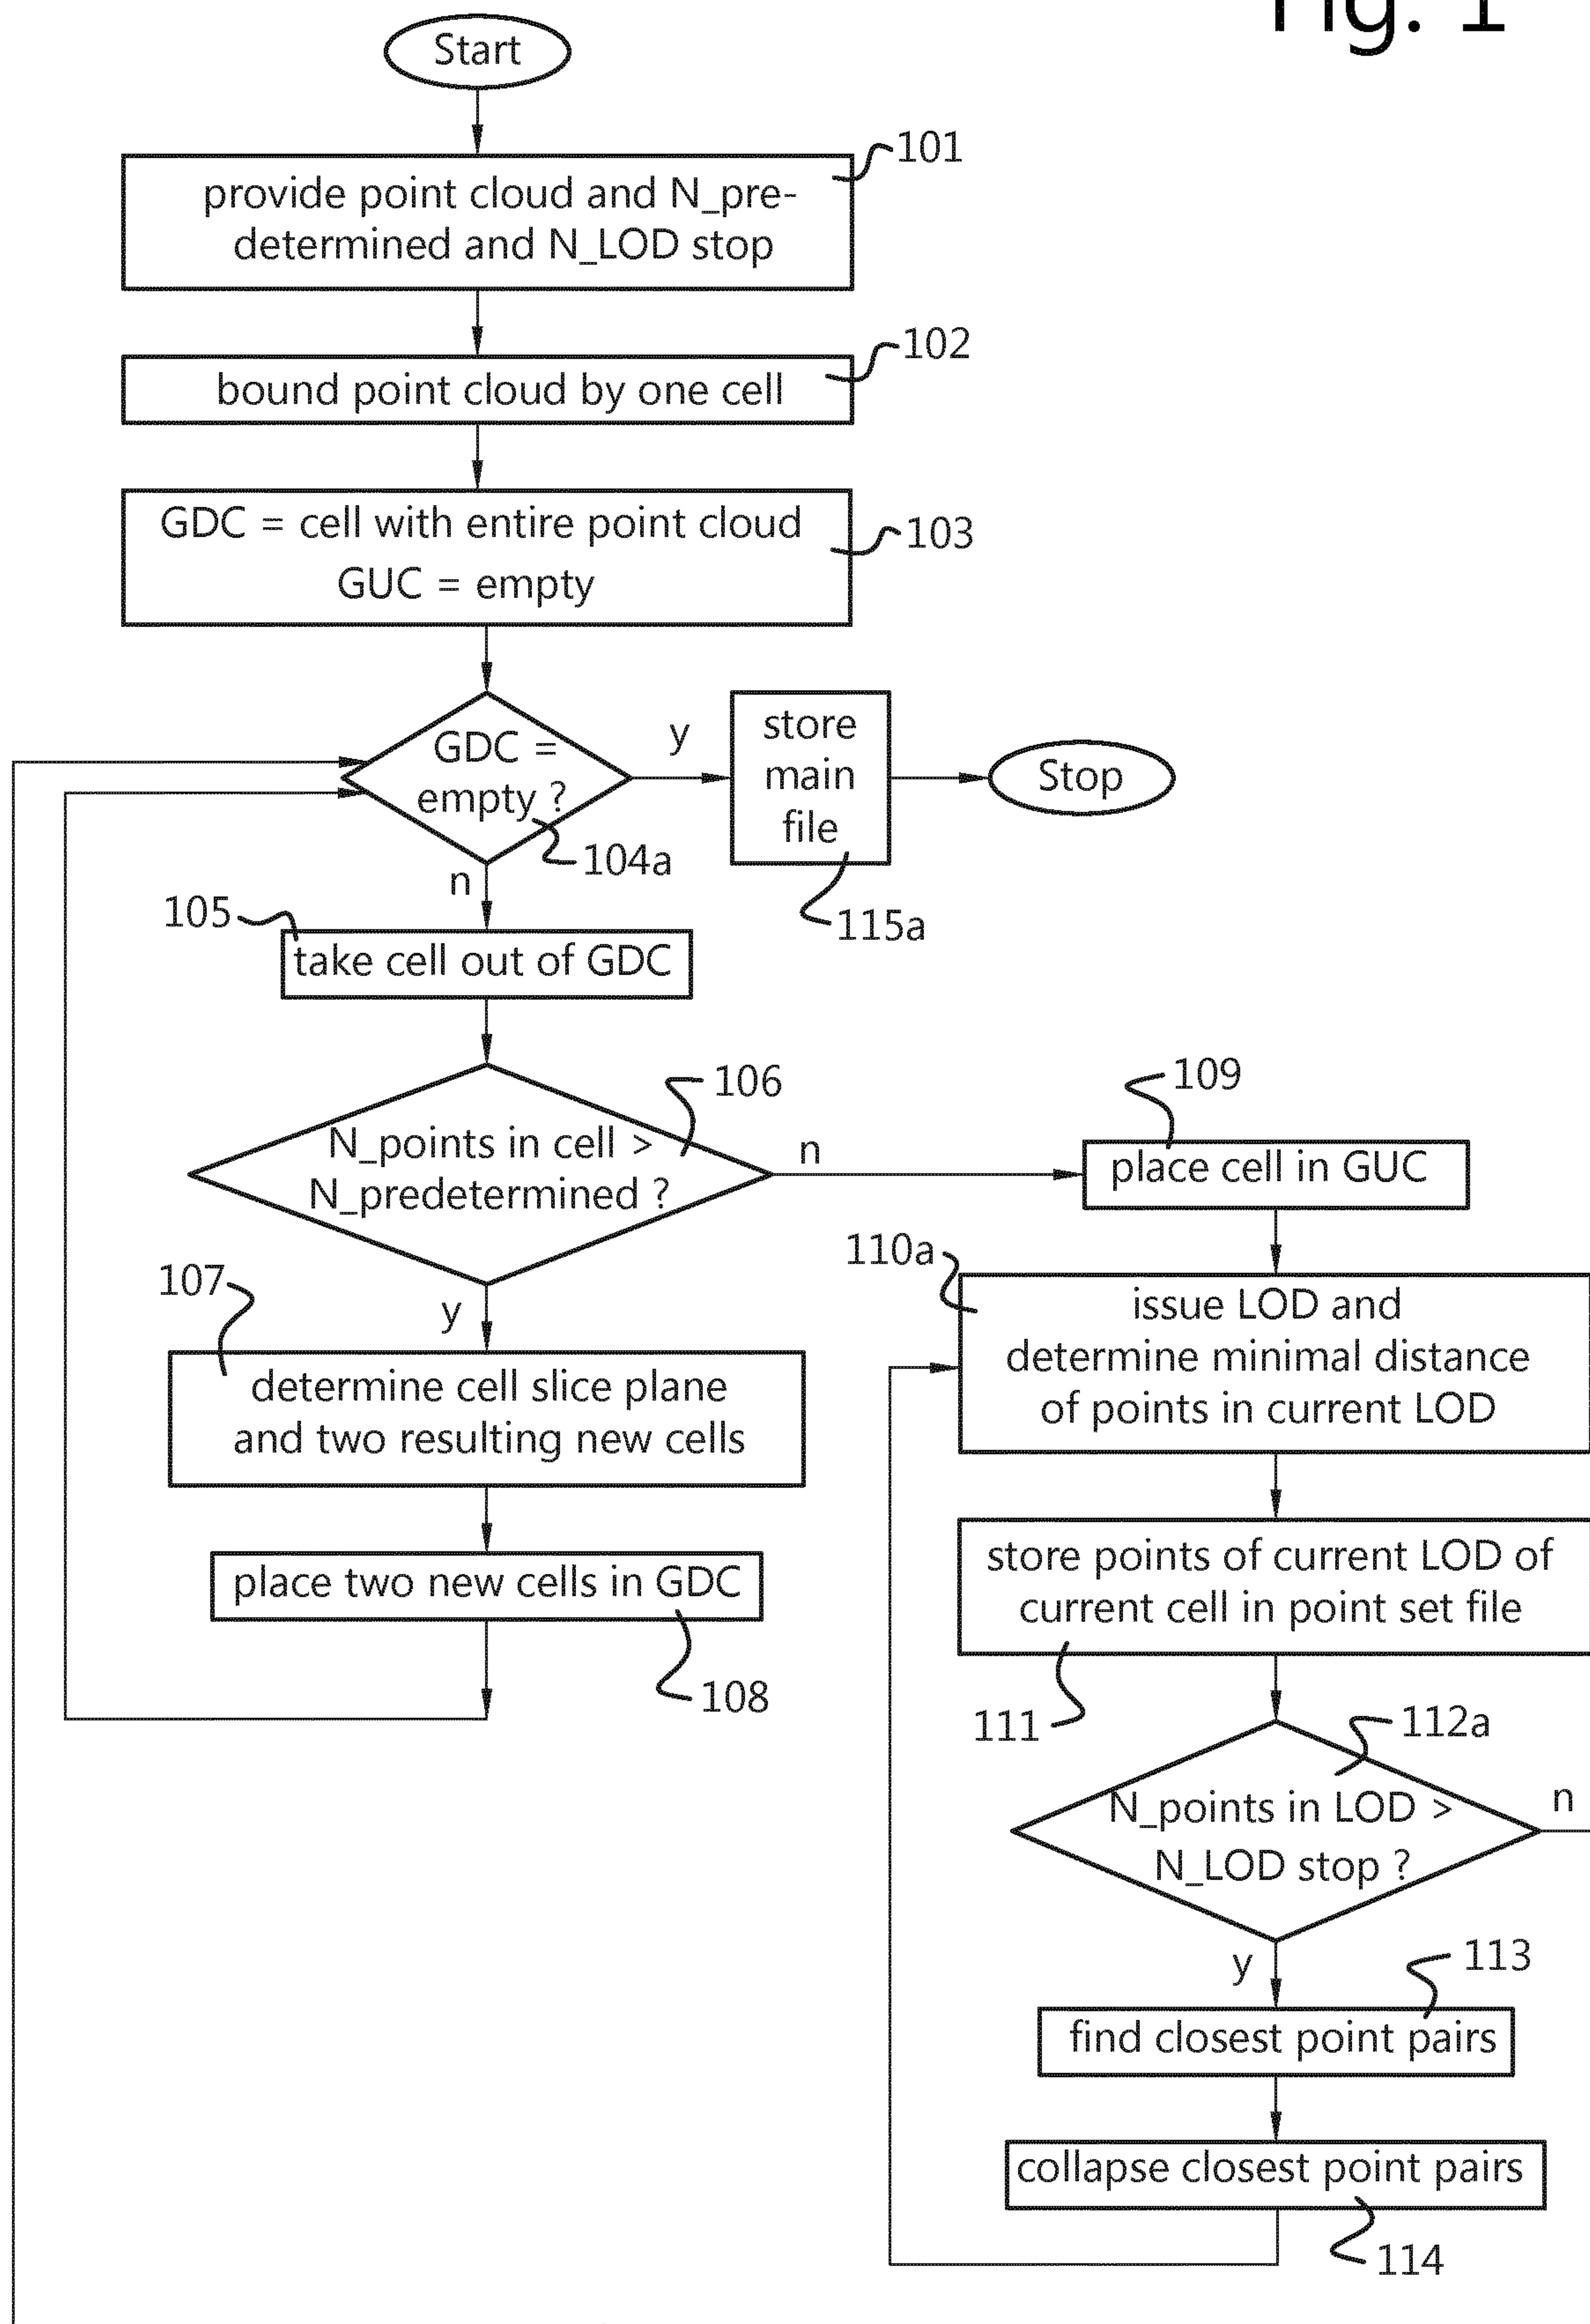 Fig. 1
Start
101
provide point cloud and N_pre-
determined and N_LOD stop
102
bound point cloud by one cell
GDC = cell with entire point cloud
103
GUC = empty
GDC =
empty ?
y
store
main
file
Stop
104a
n
115a
105
take cell out of GDC
106
N_points in cell >
N_predetermined ?
n
109
place cell in GUC
107
y
determine cell slice plane
and two resulting new cells
place two new cells in GDC
108
110a
issue LOD and
determine minimal distance
of points in current LOD
store points of current LOD of
current cell in point set file
111
112a
N_points in LOD >
N_LOD stop ?
n
y
113
find closest point pairs
collapse closest point pairs
114